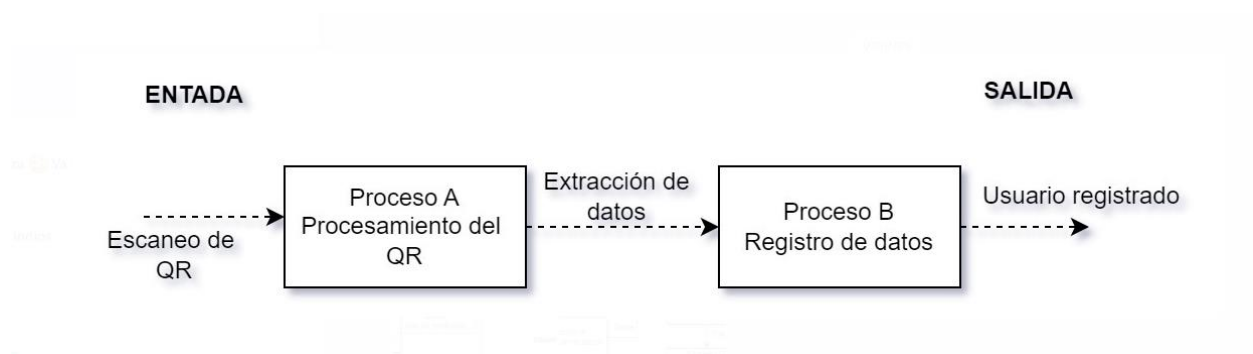 ENTADA
SALIDA
Escaneo de
QR
Proceso A
Procesamiento del
QR
Extracción de
datos
Proceso B
Registro de datos
Usuario registrado